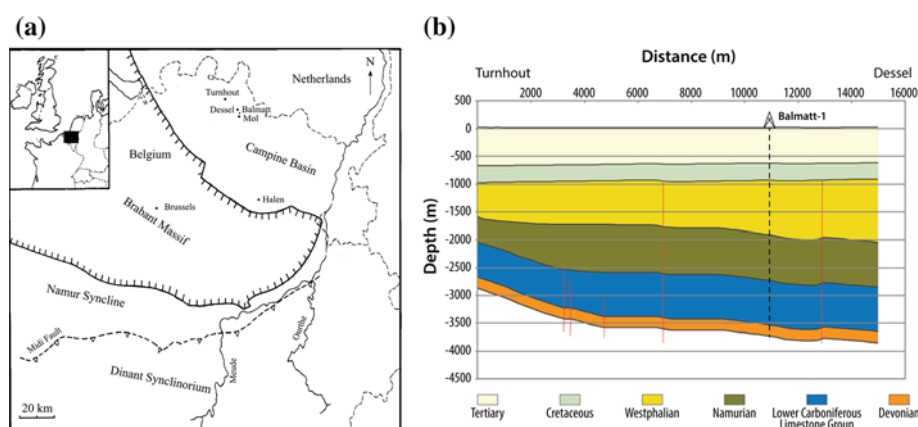 (a)
Netherlands
N
Turnhout
Dessel
Balmatt
Mol
Belgium
Campine Basin
Halen
Brussels
Brabant Massif
Namur Syncline
Midi Fault
Meude
Ourthe
Dinant Synclinorium
20 km
(b)
Distance (m)
Turnhout
Dessel
2000 4000 6000 8000 10000 12000 14000 16000
Balmatt-1
Depth (m)
500
0
-500
-1000
-1500
-2000
-2500
-3000
-3500
-4000
-4500
Tertiary
Cretaceous
Westphalian
Namurian
Lower Carboniferous
Limestone Group
Devonian